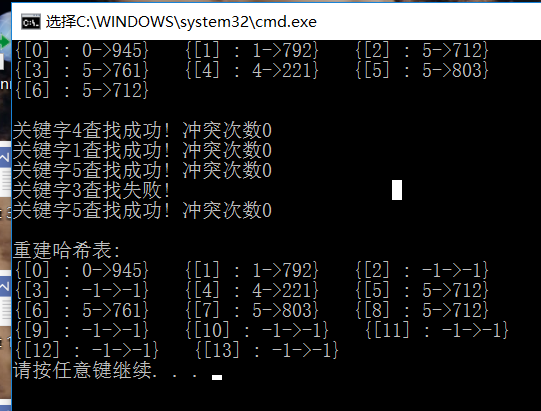 选择C:\WINDOWS\system32\cmd.exe
{[0] : 0->945} {[1] : 1->792} {[2] : 5->712}
{[3] : 5->761} {[4] : 4->221} {[5] : 5->803}
{[6] : 5->712}
关键字4查找成功! 冲突次数0
关键字1查找成功! 冲突次数0
关键字5查找成功! 冲突次数0
关键字3查找失败!
关键字5查找成功! 冲突次数0
重建哈希表:
{[0] : 0->945} {[1] : 1->792} {[2] : -1->-1}
{[3] : -1->-1} {[4] : 4->221} {[5] : 5->712}
{[6] : 5->761} {[7] : 5->803} {[8] : 5->712}
{[9] : -1->-1} {[10] : -1->-1} {[11] : -1->-1}
{[12] : -1->-1} {[13] : -1->-1}
请按任意键继续. . .